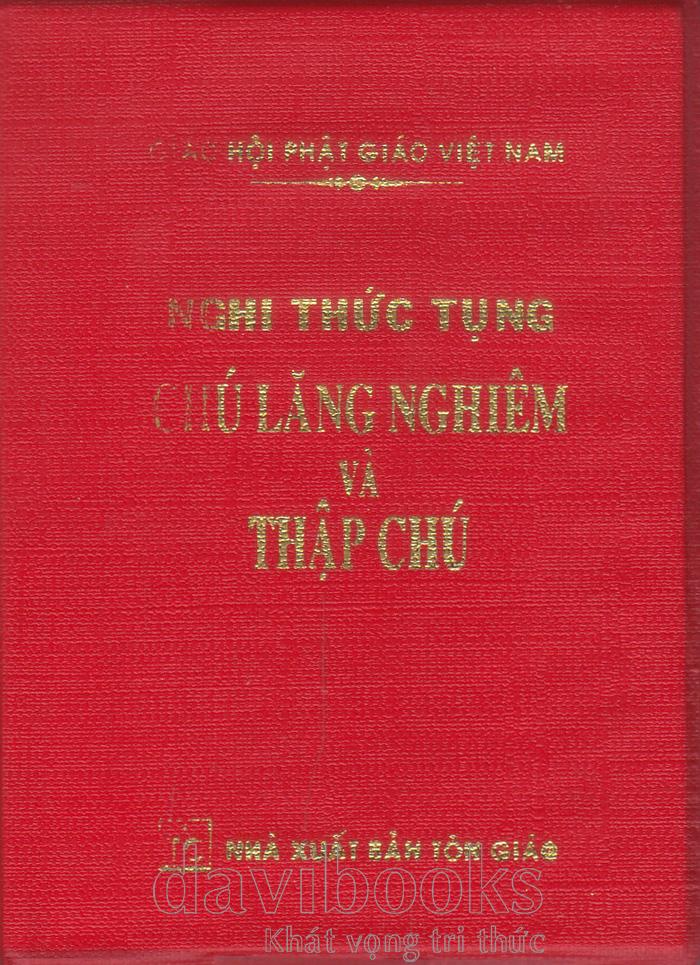 GIÁO HỘI PHẬT GIÁO VIỆT NAM
NGHI THỨC TỤNG
CHÚ LĂNG NGHIÊM
VÀ
THẬP CHÚ
NHÀ XUẤT BẢN TÔN GIÁO
davibooks
Khát vọng tri thức